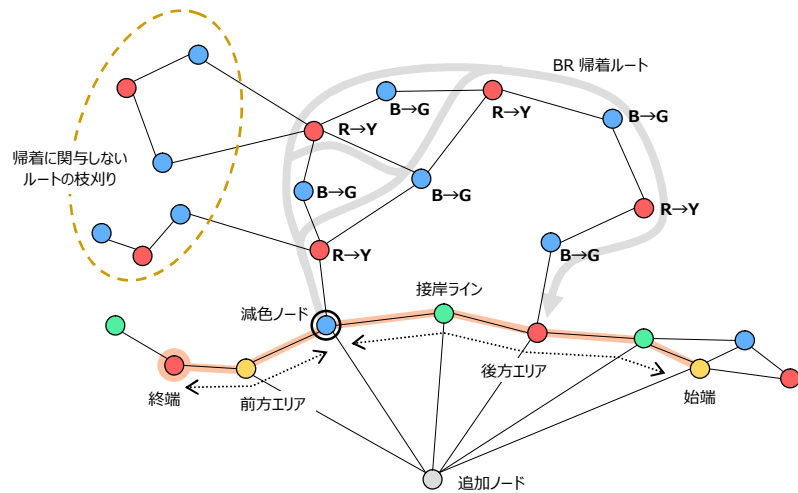 BR 帰着ルート
B→G
R→Y
R→Y
B→G
帰着に関与しない
ルートの枝刈り
B→G
B→G
R→Y
R→Y
B→G
減色ノード
接岸ライン
終端
前方エリア
後方エリア
始端
追加ノード